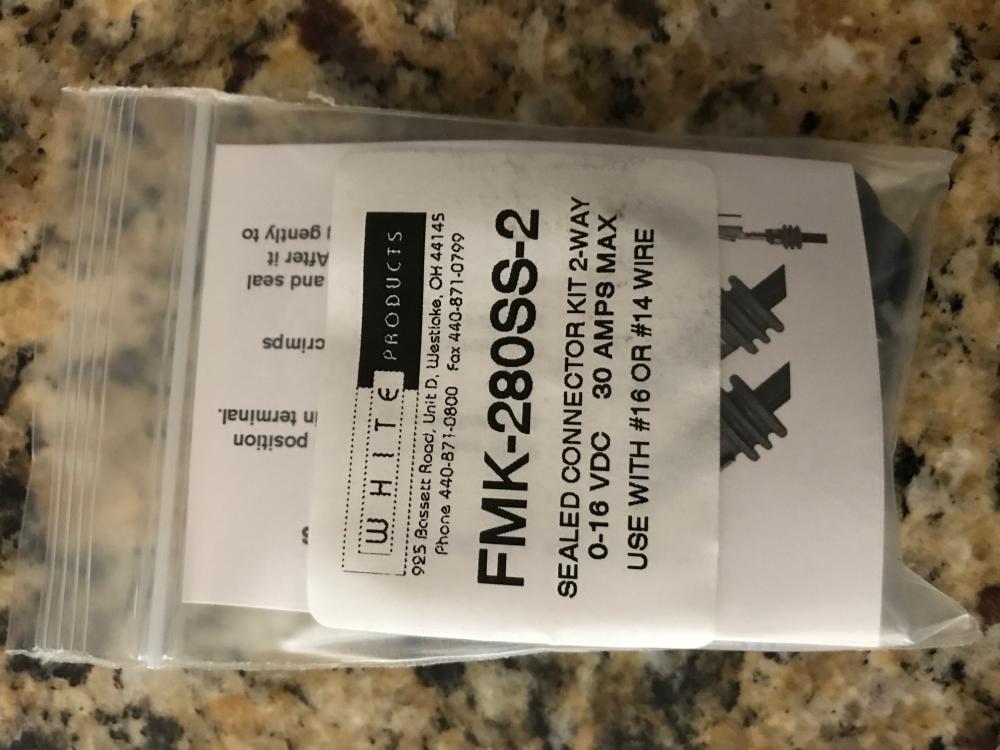 WHITE PRODUCTS
925 Bassett Road, Unit D, Westlake, OH 44145
Phone 440-871-0800 Fax 440-871-0799
FMK-280SS-2
SEALED CONNECTOR KIT 2-WAY
0-16 VDC 30 AMPS MAX
USE WITH #16 OR #14 WIRE
gently to
After it
and seal
crimps
in terminal.
position